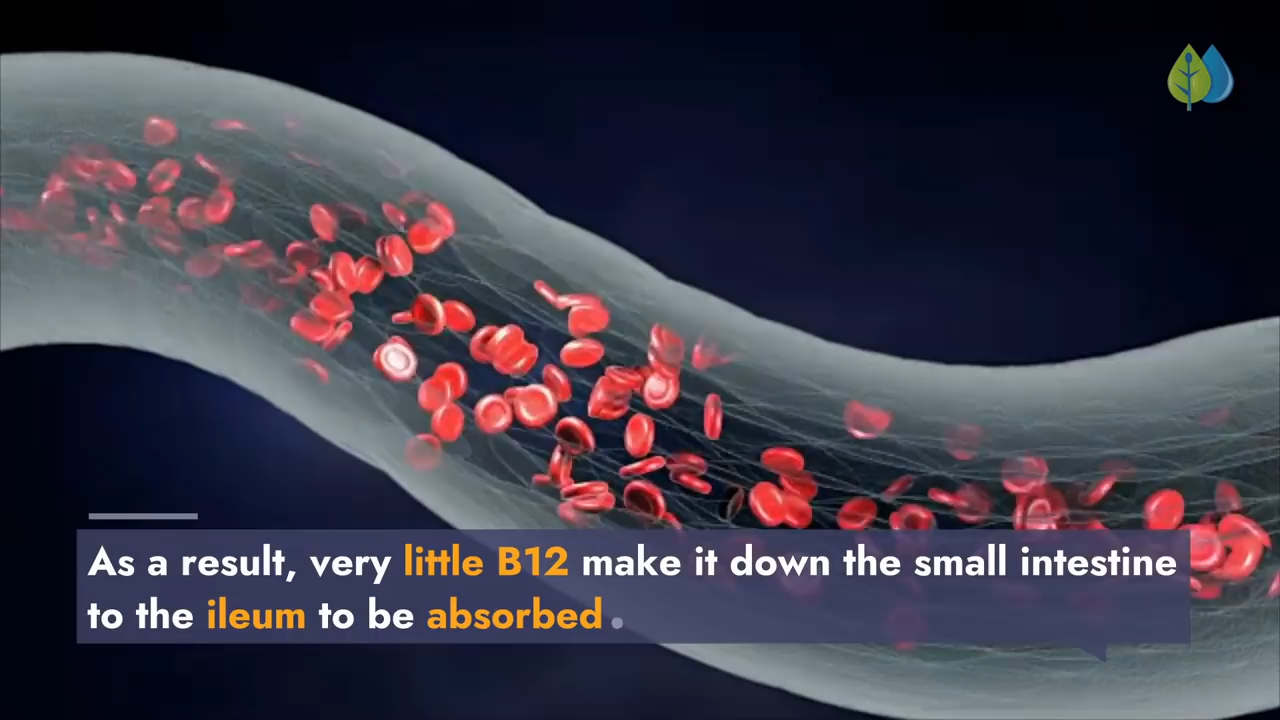 As a result, very little B12 make it down the small intestine
to the ileum to be absorbed.